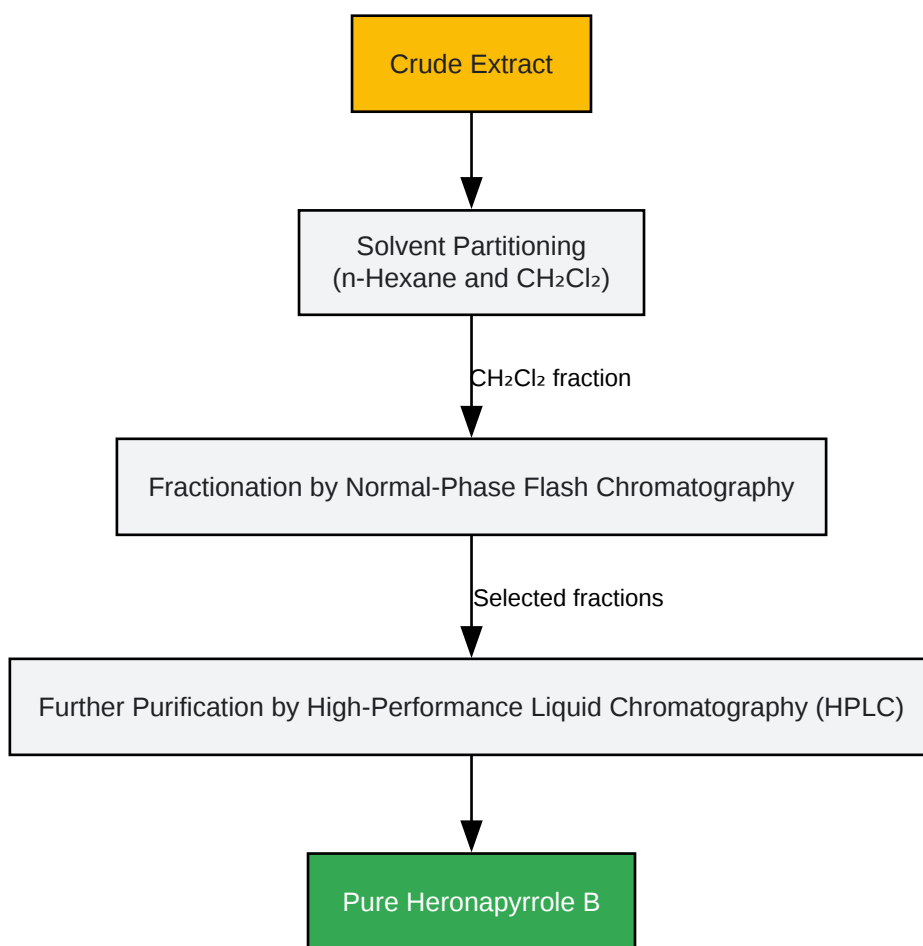 Crude Extract
Solvent Partitioning
(n-Hexane and CH₂Cl₂)
CH₂Cl₂ fraction
Fractionation by Normal-Phase Flash Chromatography
Selected fractions
Further Purification by High-Performance Liquid Chromatography (HPLC)
Pure Heronapyrrole B